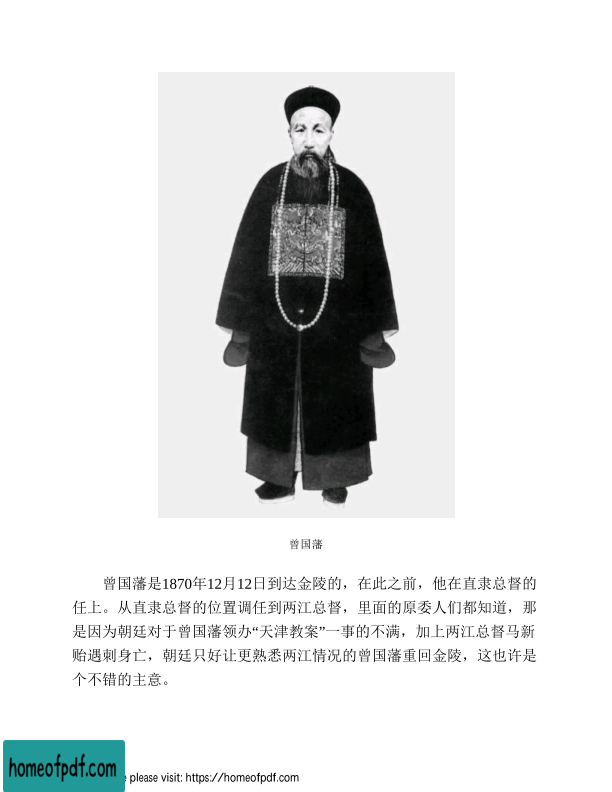 曾国藩
曾国藩是1870年12月12日到达金陵的，在此之前，他在直隶总督的
任上。从直隶总督的位置调任到两江总督，里面的原委人们都知道，那
是因为朝廷对于曾国藩领办“天津教案”一事的不满，加上两江总督马新
贻遇刺身亡，朝廷只好让更熟悉两江情况的曾国藩重回金陵，这也许是
个不错的主意。
homeofpdf.com
e please visit: https://homeofpdf.com